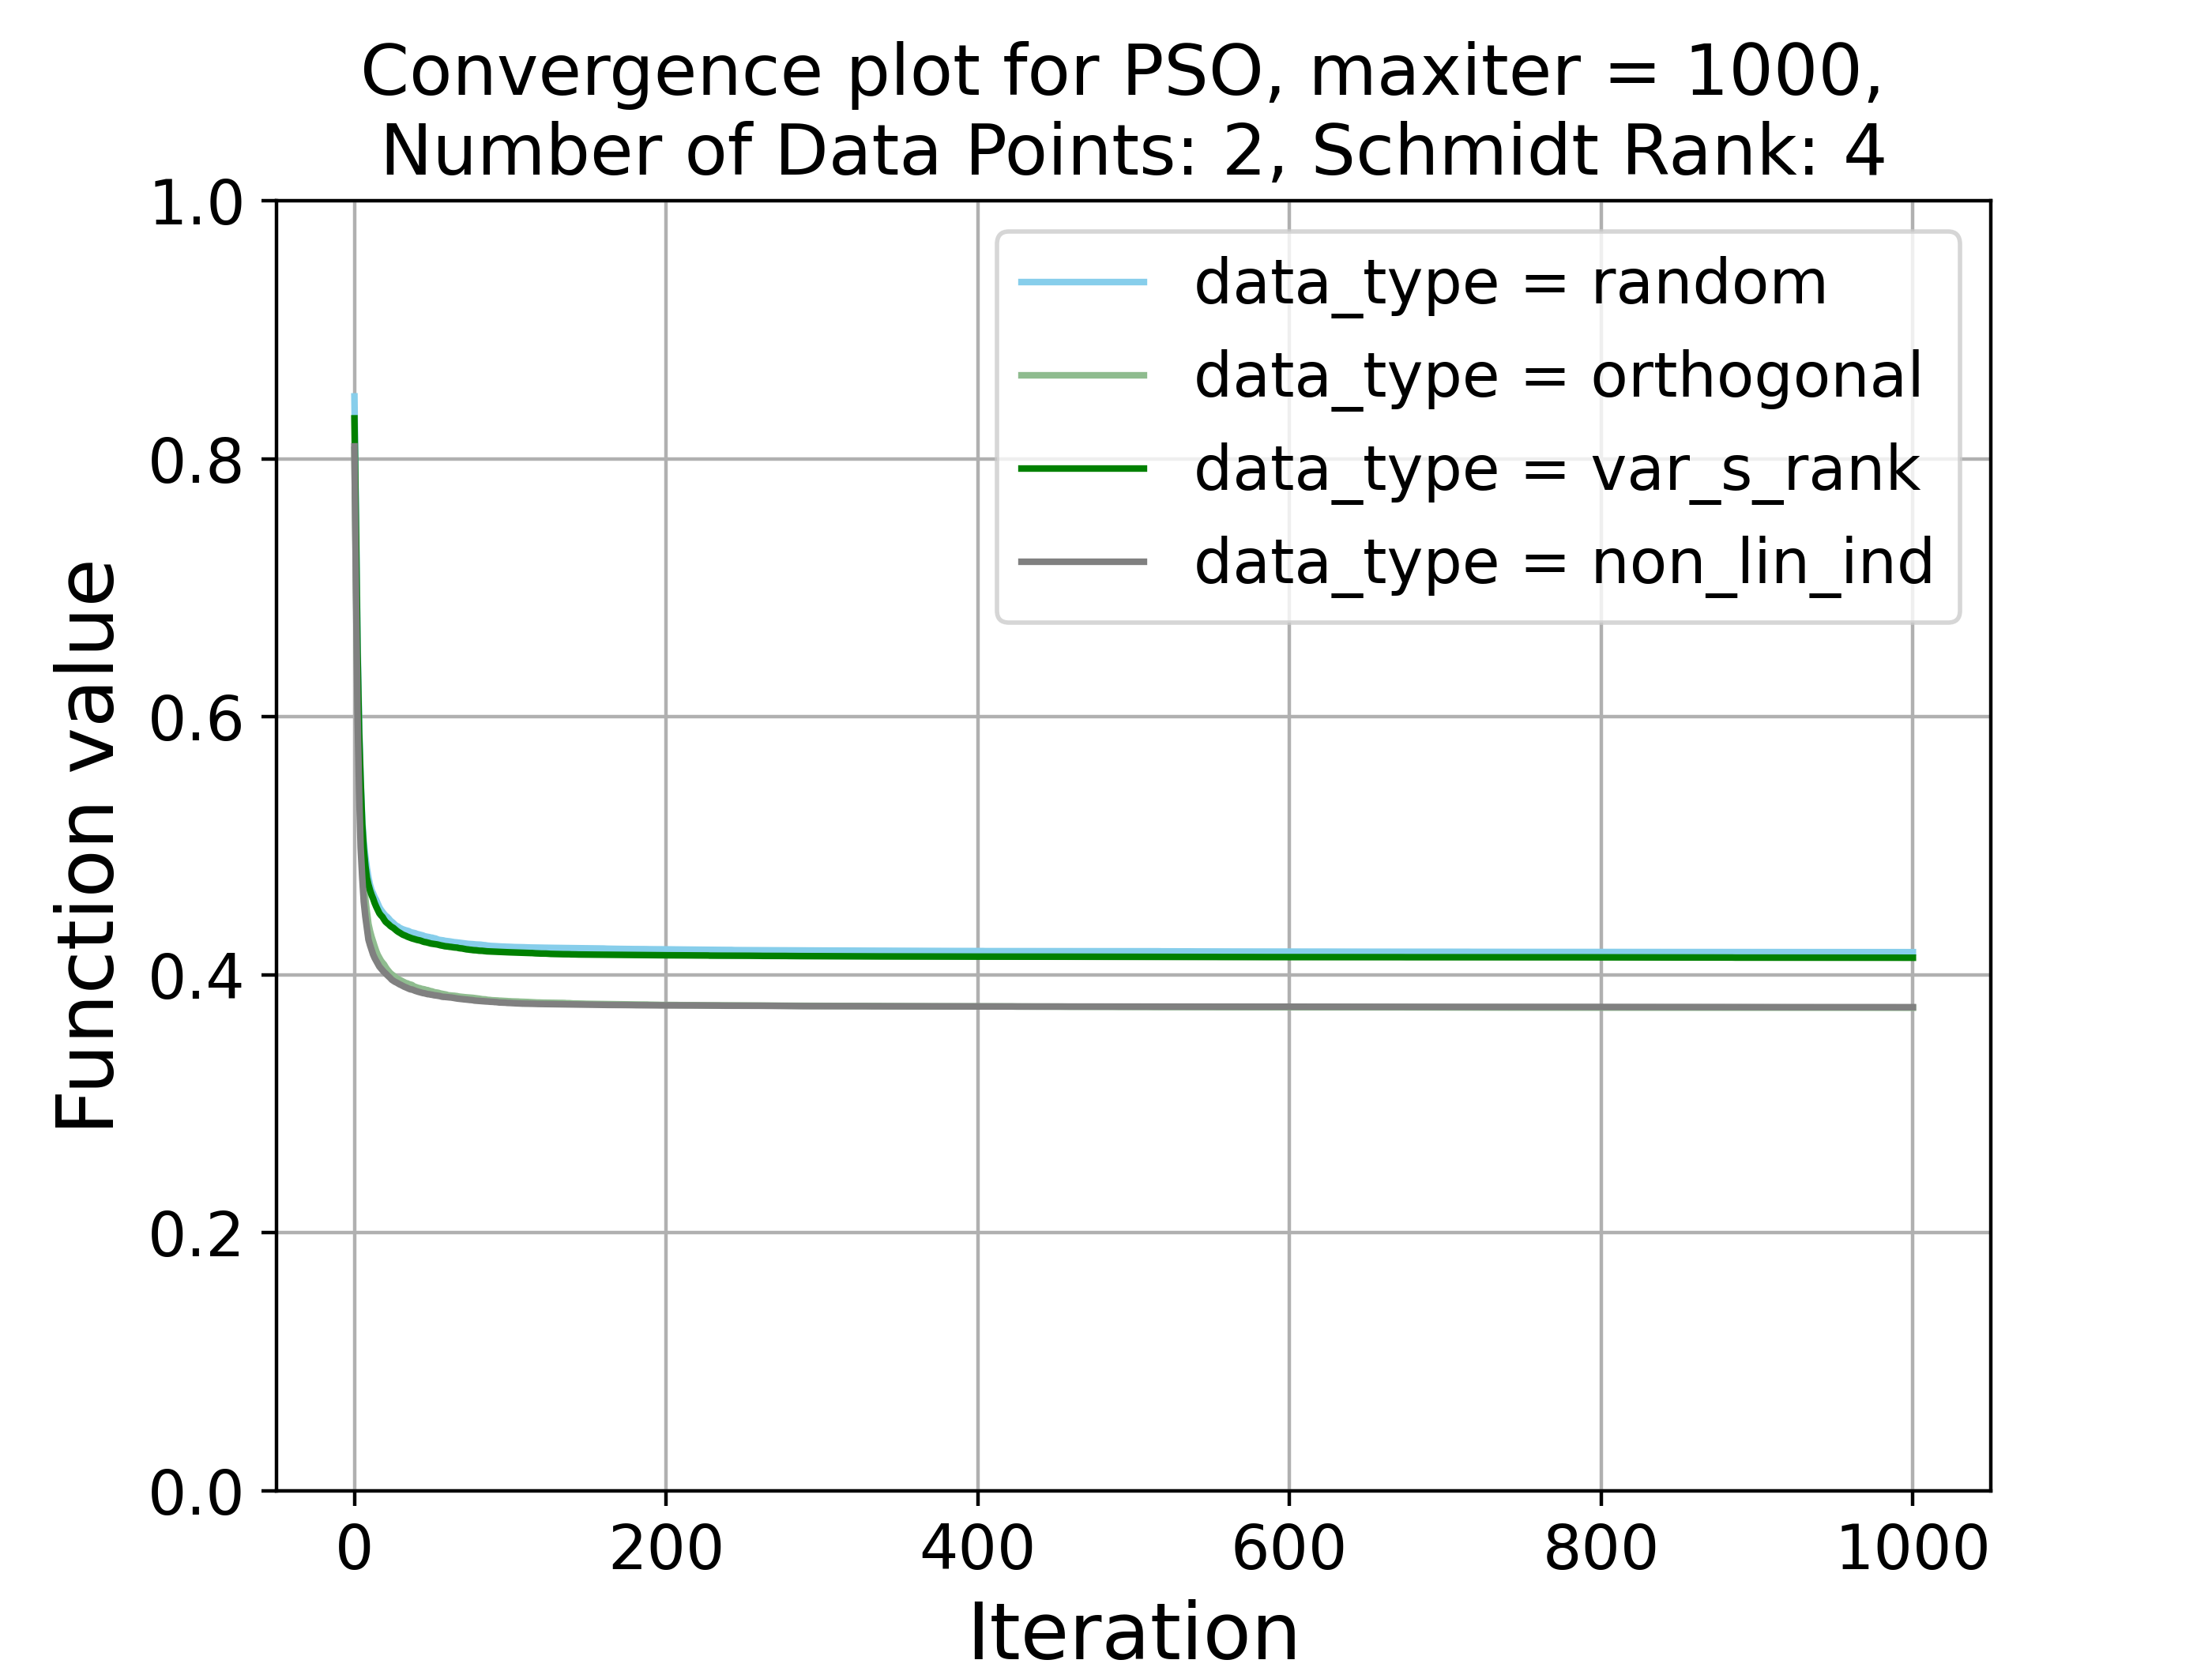 Convergence plot for PSO, maxiter = 1000,
Number of Data Points: 2, Schmidt Rank: 4
1.0
0.8
0.6
0.4
0.2
0.0
Function value
data_type = random
data_type = orthogonal
data_type = var_s_rank
data_type = non_lin_ind
0 200 400 600 800 1000
Iteration